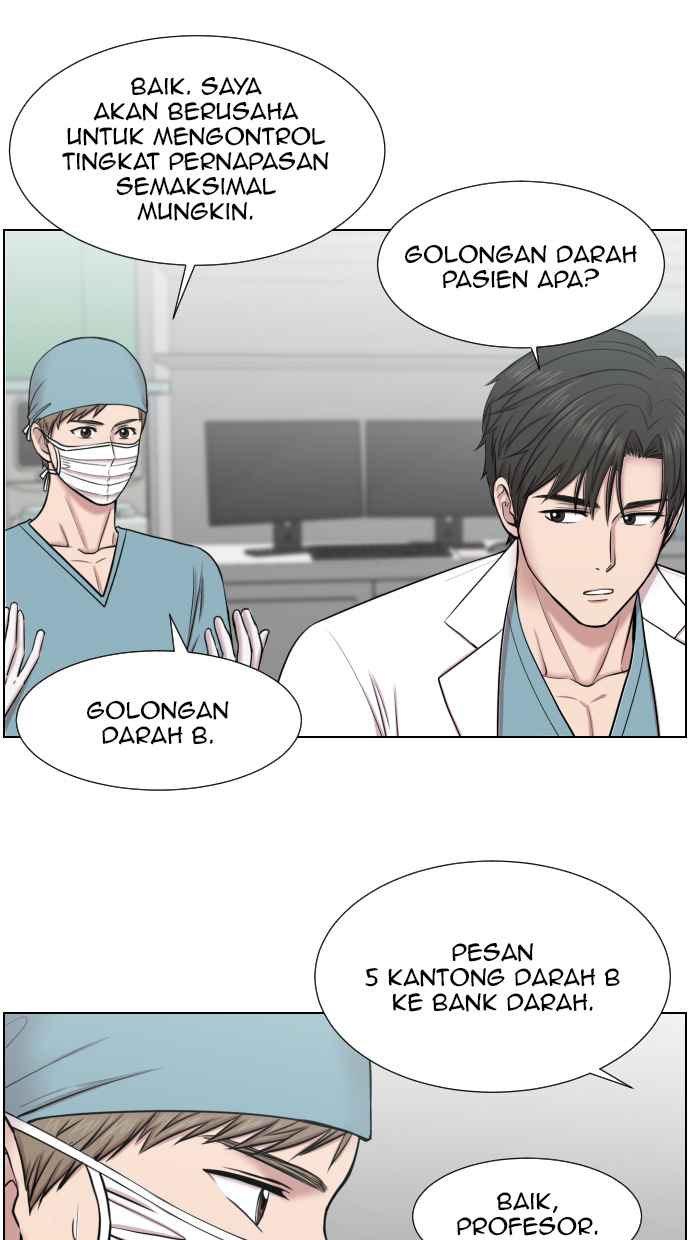 BAIK. SAYA
AKAN BERUSAHA
UNTUK MENGONTROL
TINGKAT PERNAPASAN
SEMAKSIMAL
MUNGKIN.
GOLONGAN DARAH
PASIEN APA?
GOLONGAN
DARAH B.
PESAN
5 KANTONG DARAH B
KE BANK DARAH.
BAIK,
PROFESOR.